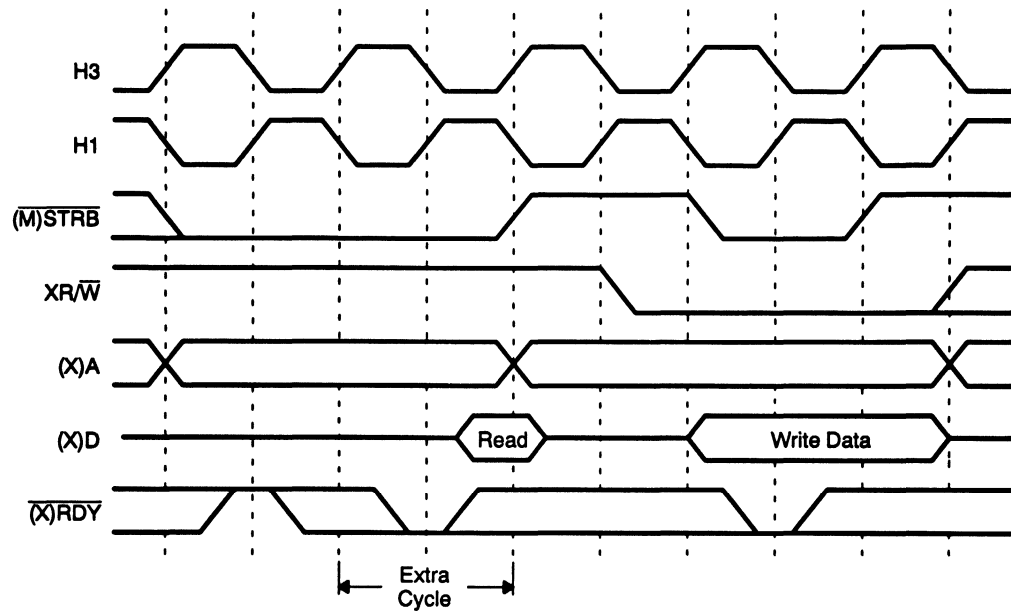 H3
H1
(M)STRB
XR/W
(X)A
(X)D
Read
Write Data
(X)RDY
Extra
Cycle